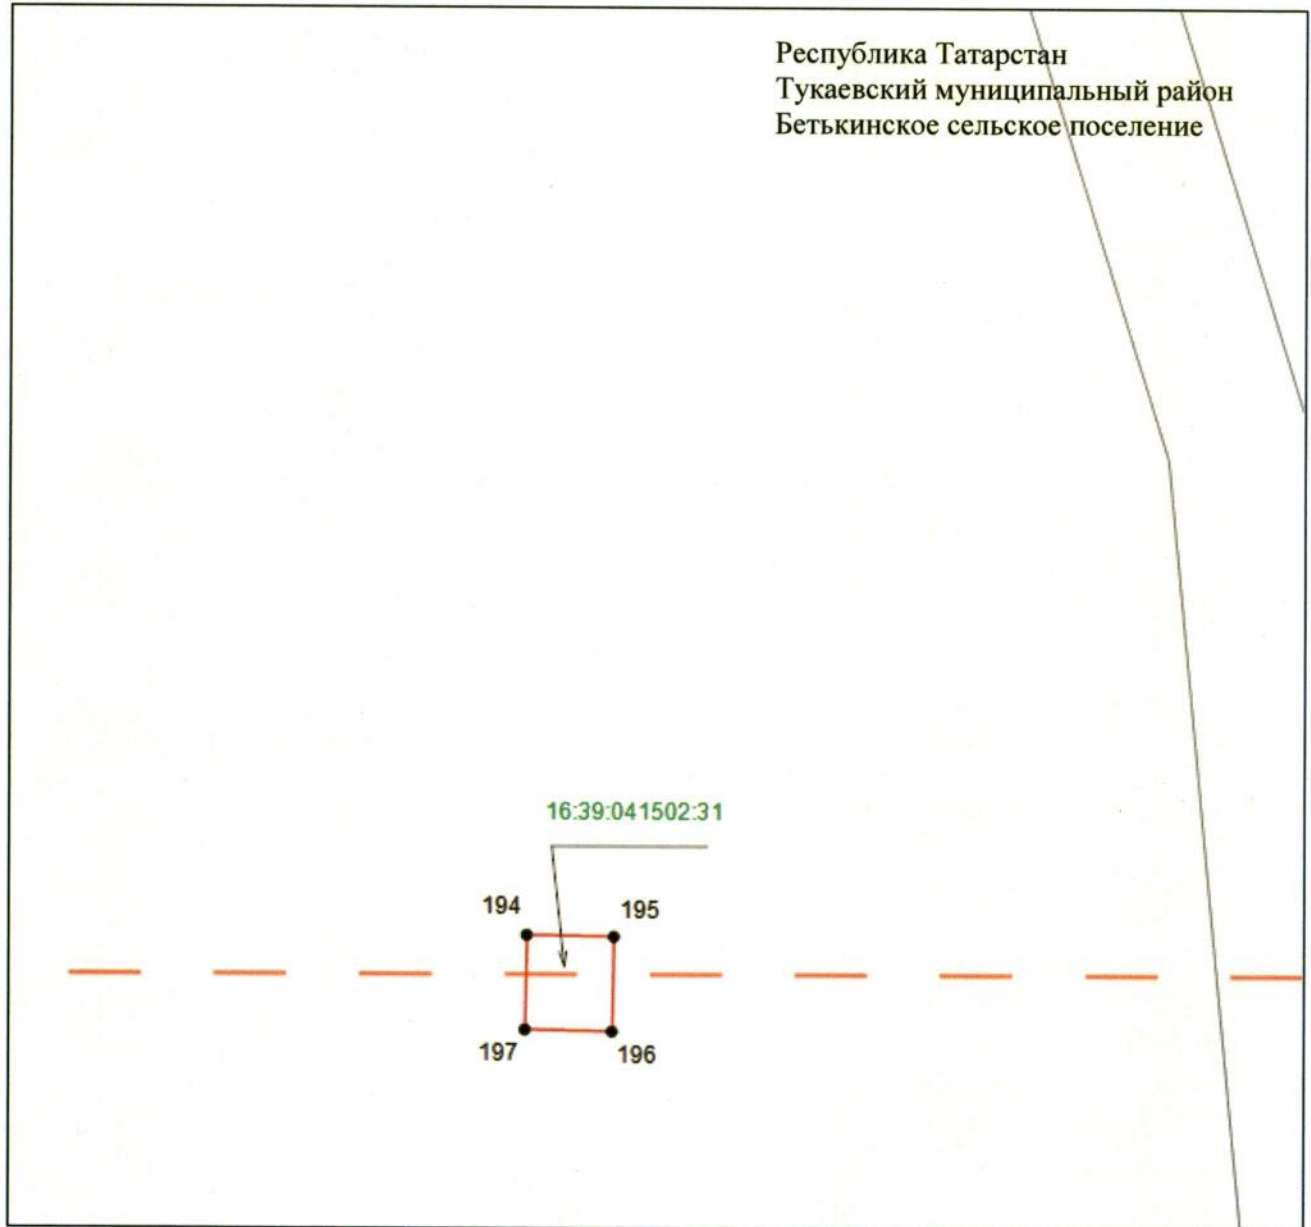 Республика Татарстан
Тукаевский муниципальный район
Бетькинское сельское поселение
16:39:041502:31
194
195
197
196